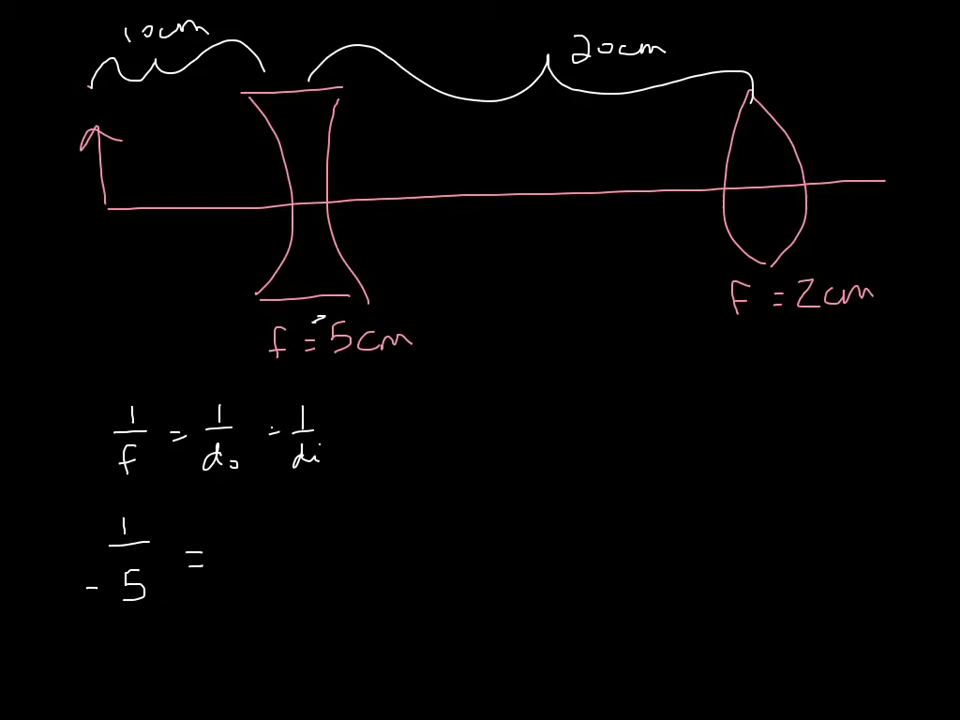 10cm
20cm
f = 5cm
F = 2cm
1/f = 1/do = 1/di
1/-5 =